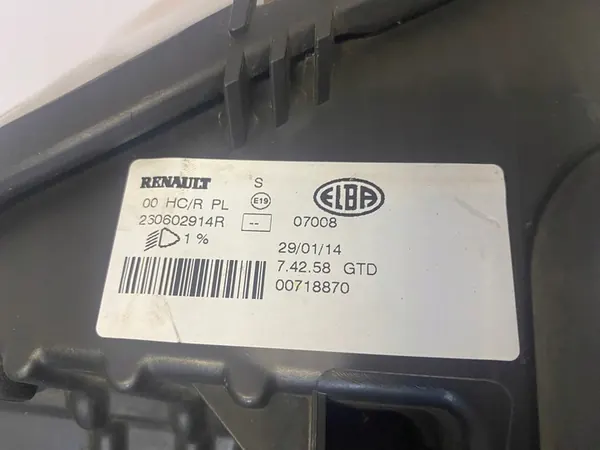 RENAULT S ELBA
00 HC/R PL E19
230602914R -- 07008
1 % 29/01/14
7.42.58 GTD
00718870